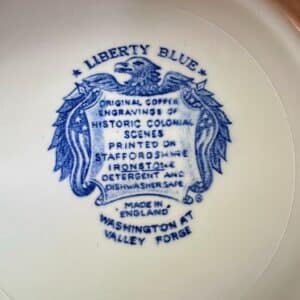 ★ LIBERTY BLUE ★
ORIGINAL COPPER
ENGRAVINGS OF
HISTORIC COLONIAL
SCENES
PRINTED ON
STAFFORDSHIRE
IRONSTONE
DETERGENT AND
DISHWASHER SAFE
"MADE IN
ENGLAND"
®
WASHINGTON AT
VALLEY FORGE